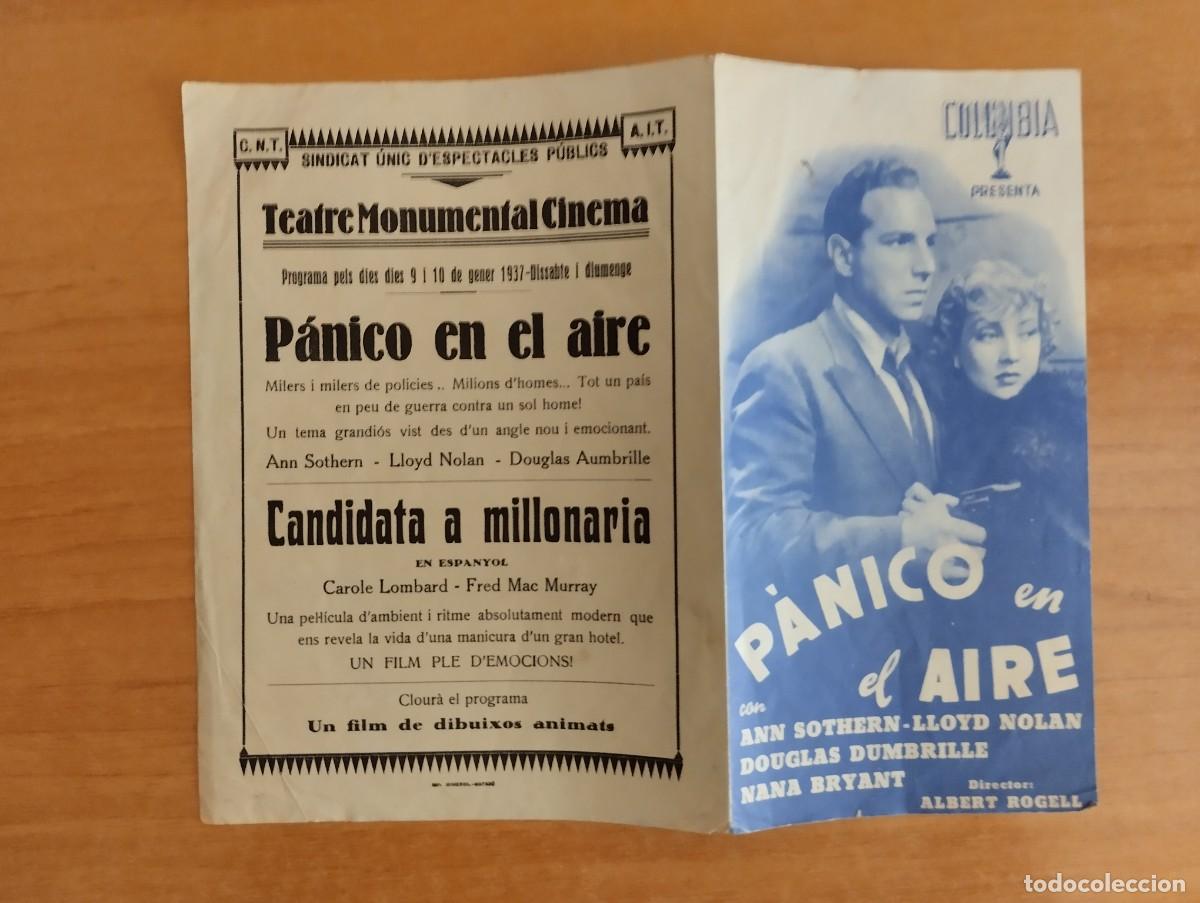 C. N. T.
A. I. T.
SINDICAT ÚNIC D'ESPECTACLES PÚBLICS
Teatre Monumental Cinema
Programa pels dies dies 9 i 10 de gener 1937-Dissabte i diumenge
Pánico en el aire
Milers i milers de policies .. Milions d'homes... Tot un país
en peu de guerra contra un sol home!
Un tema grandiós vist des d'un angle nou i emocionant.
Ann Sothern - Lloyd Nolan - Douglas Aumbrille
Candidata a millonaria
EN ESPANYOL
Carole Lombard - Fred Mac Murray
Una pel·lícula d'ambient i ritme absolutament modern que
ens revela la vida d'una manicura d'un gran hotel.
UN FILM PLE D'EMOCIONS!
Clourà el programa
Un film de dibuixos animats
COLUMBIA
PRESENTA
PÀNICO en
el AIRE
con
ANN SOTHERN-LLOYD NOLAN
DOUGLAS DUMBRILLE
NANA BRYANT
Director:
ALBERT ROGELL
todocoleccion